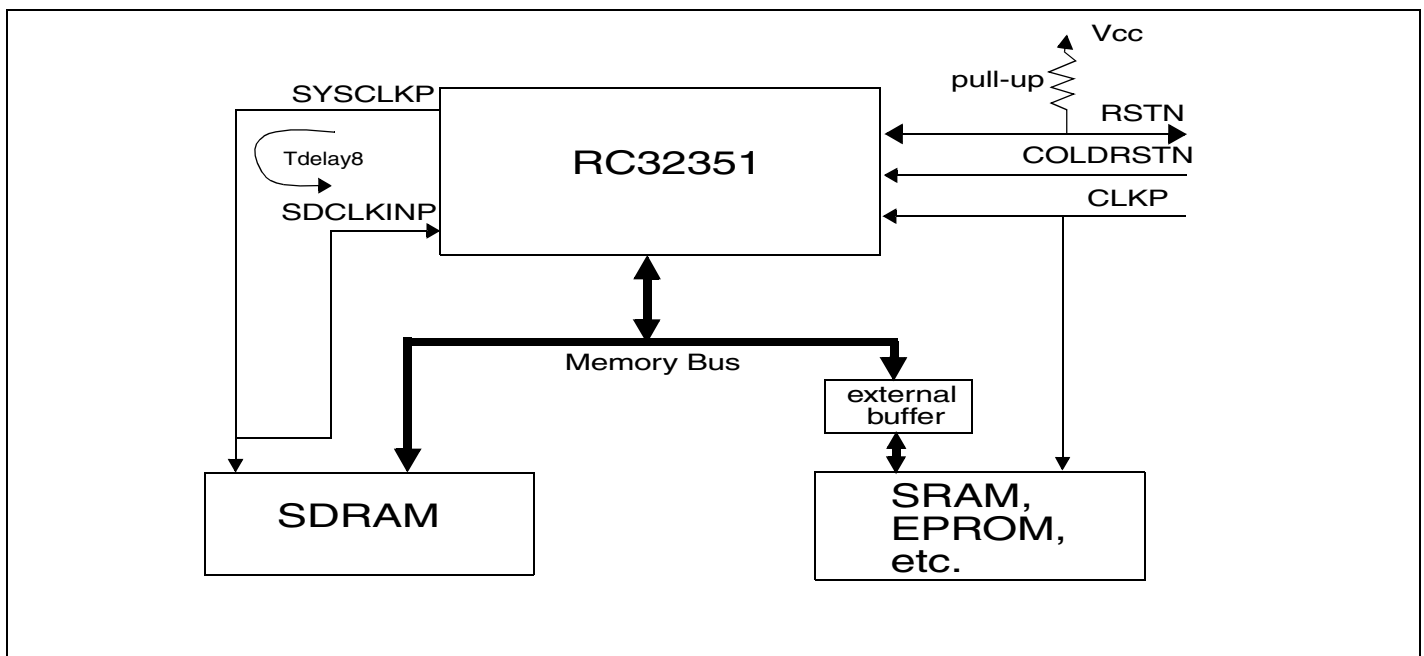 Vcc
pull-up
SYSCLKP
RSTN
Tdelay8
RC32351
COLDRSTN
CLKP
SDCLKINP
Memory Bus
external
buffer
SDRAM
SRAM,
EPROM,
etc.